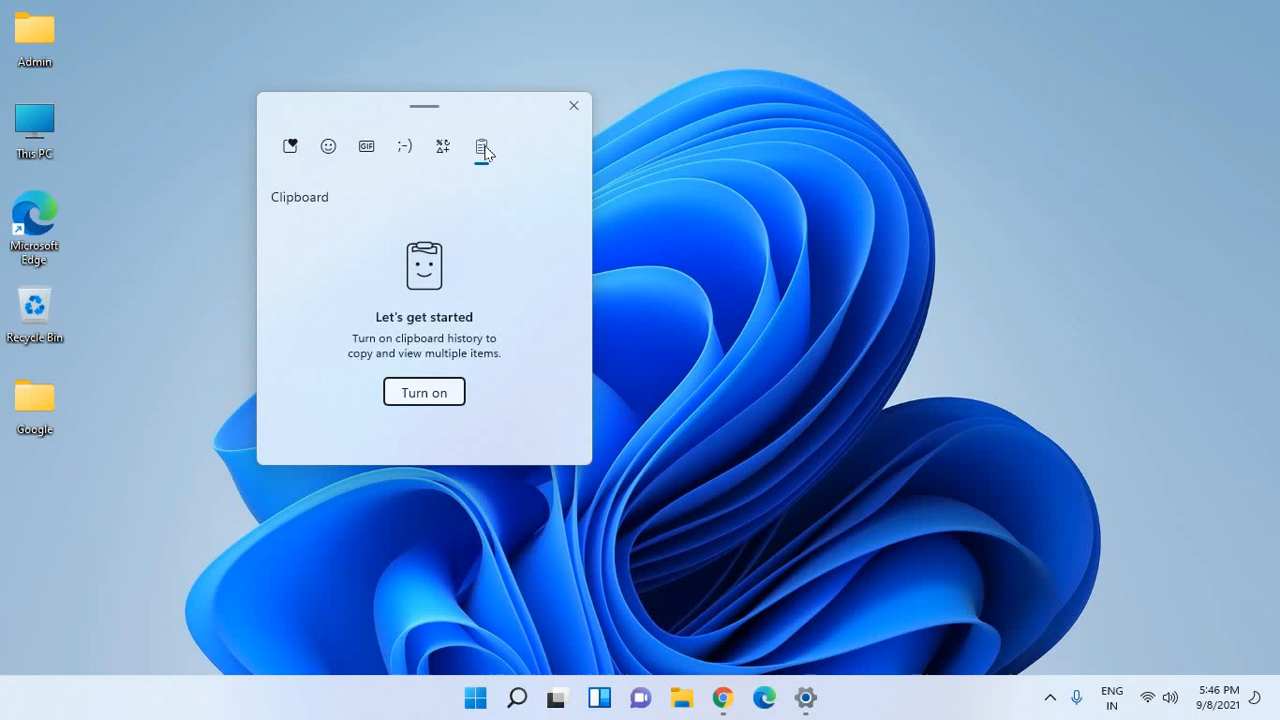 Admin
This PC
Microsoft
Edge
Recycle Bin
Google
GIF
;-)
Clipboard
Let's get started
Turn on clipboard history to
copy and view multiple items.
Turn on
ENG
IN
5:46 PM
9/8/2021